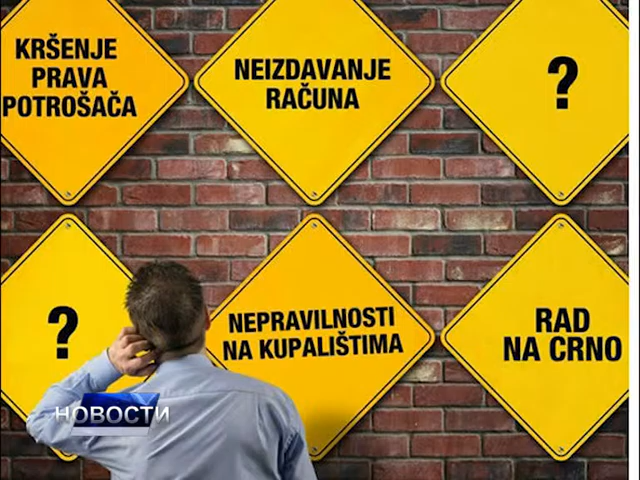 KRŠENJE
PRAVA
POTROŠAČA
NEIZDAVANJE
RAČUNA
?
?
NEPRAVILNOSTI
NA KUPALIŠTIMA
RAD
NA CRNO
НОВОСТИ